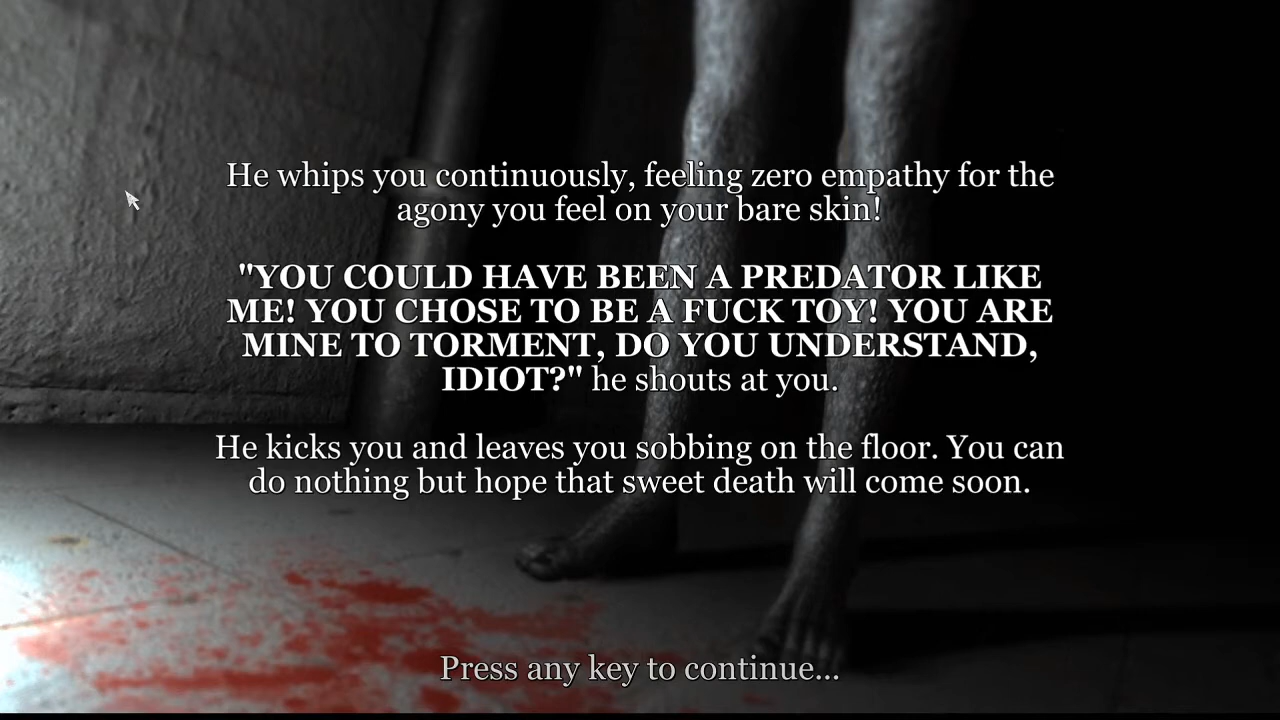 He whips you continuously, feeling zero empathy for the
agony you feel on your bare skin!
"YOU COULD HAVE BEEN A PREDATOR LIKE
ME! YOU CHOSE TO BE A FUCK TOY! YOU ARE
MINE TO TORMENT, DO YOU UNDERSTAND,
IDIOT?" he shouts at you.
He kicks you and leaves you sobbing on the floor. You can
do nothing but hope that sweet death will come soon.
Press any key to continue...